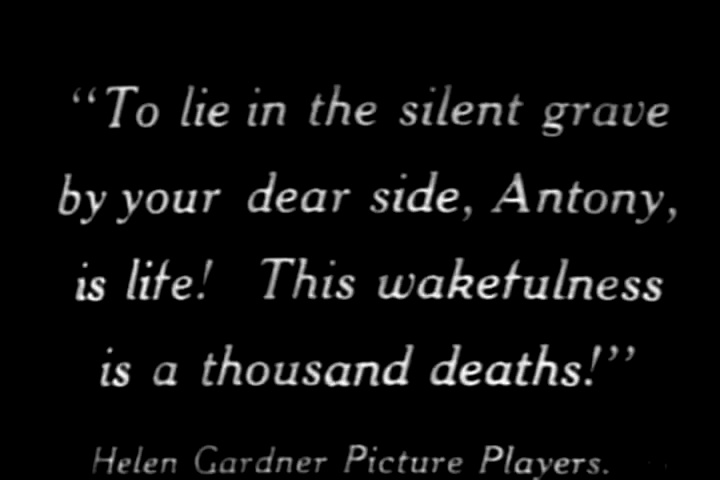 “To lie in the silent grave
by your dear side, Antony,
is life! This wakefulness
is a thousand deaths!”
Helen Gardner Picture Players.